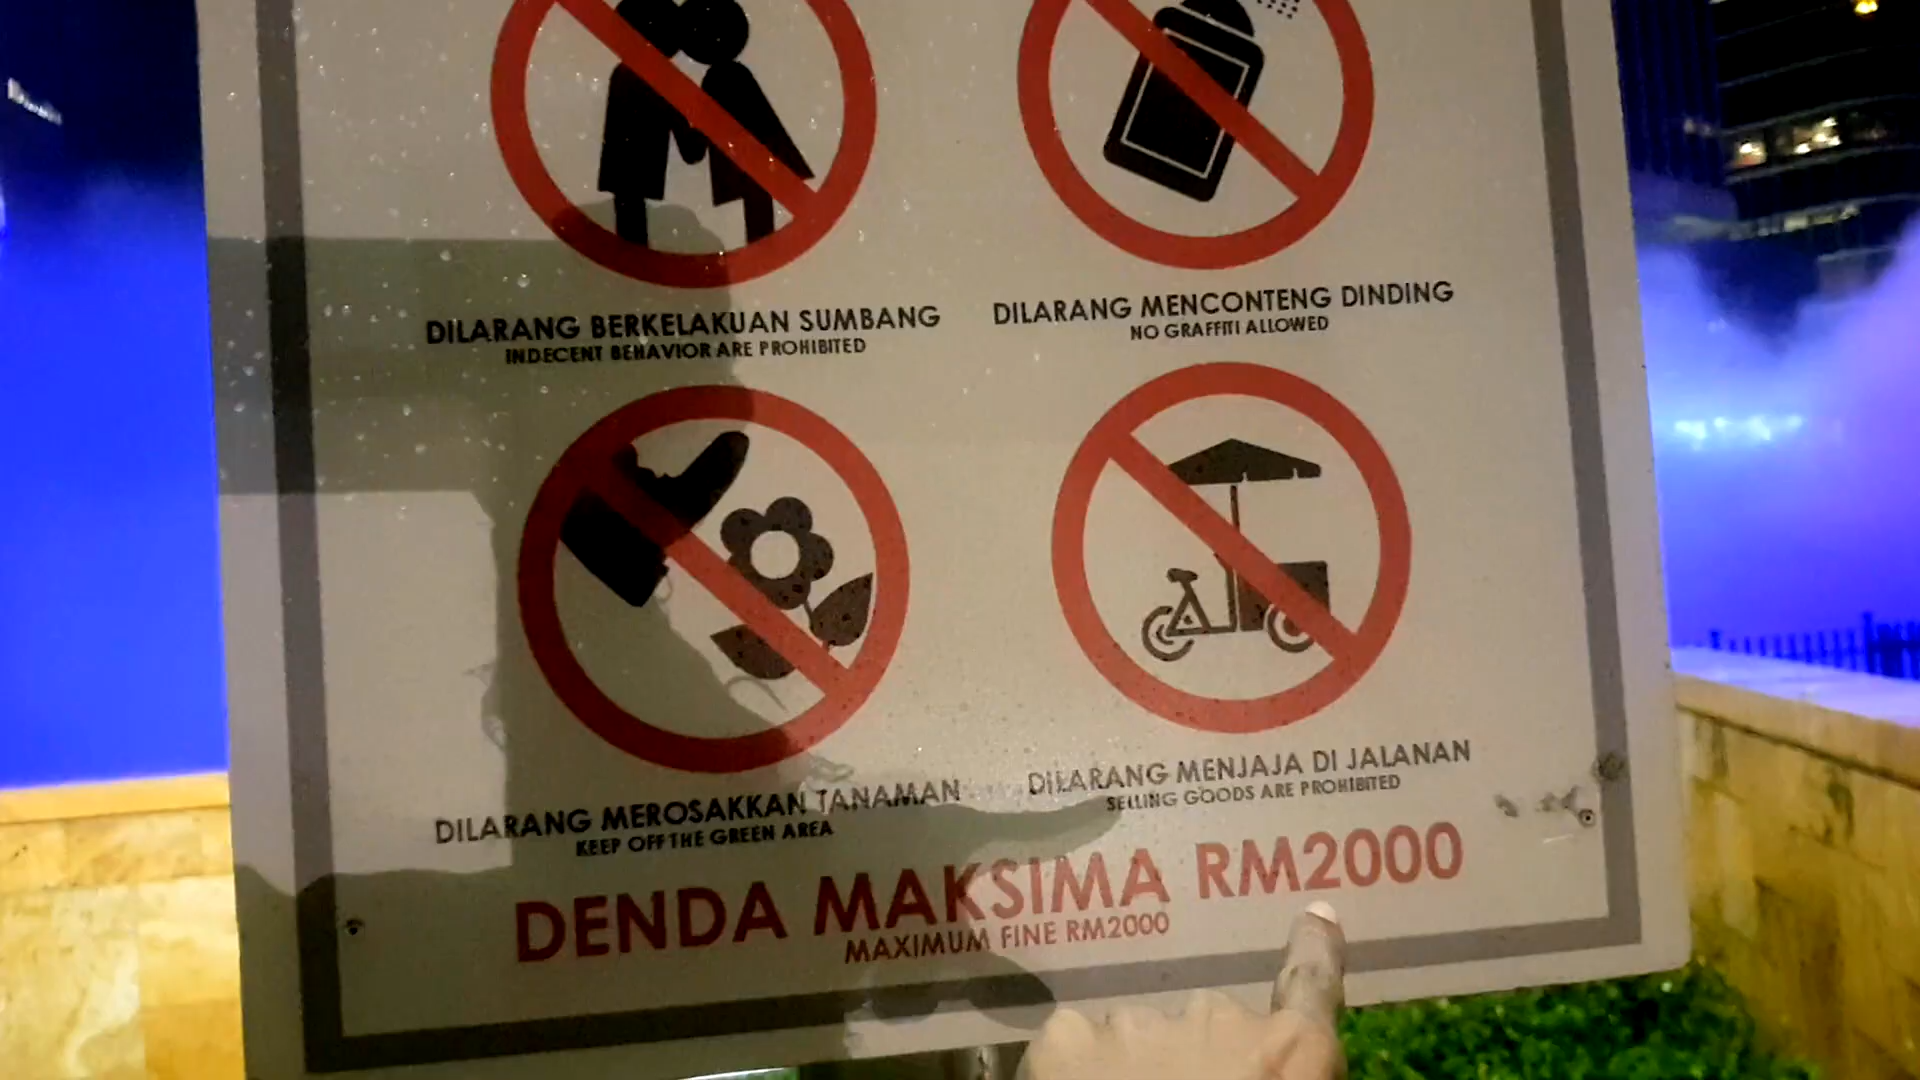 DILARANG BERKELAKUAN SUMBANG
INDECENT BEHAVIOR ARE PROHIBITED
DILARANG MENCONTENG DINDING
NO GRAFFITI ALLOWED
DILARANG MEROSAKKAN TANAMAN
KEEP OFF THE GREEN AREA
DILARANG MENJAJA DI JALANAN
SELLING GOODS ARE PROHIBITED
DENDA MAKSIMA RM2000
MAXIMUM FINE RM2000